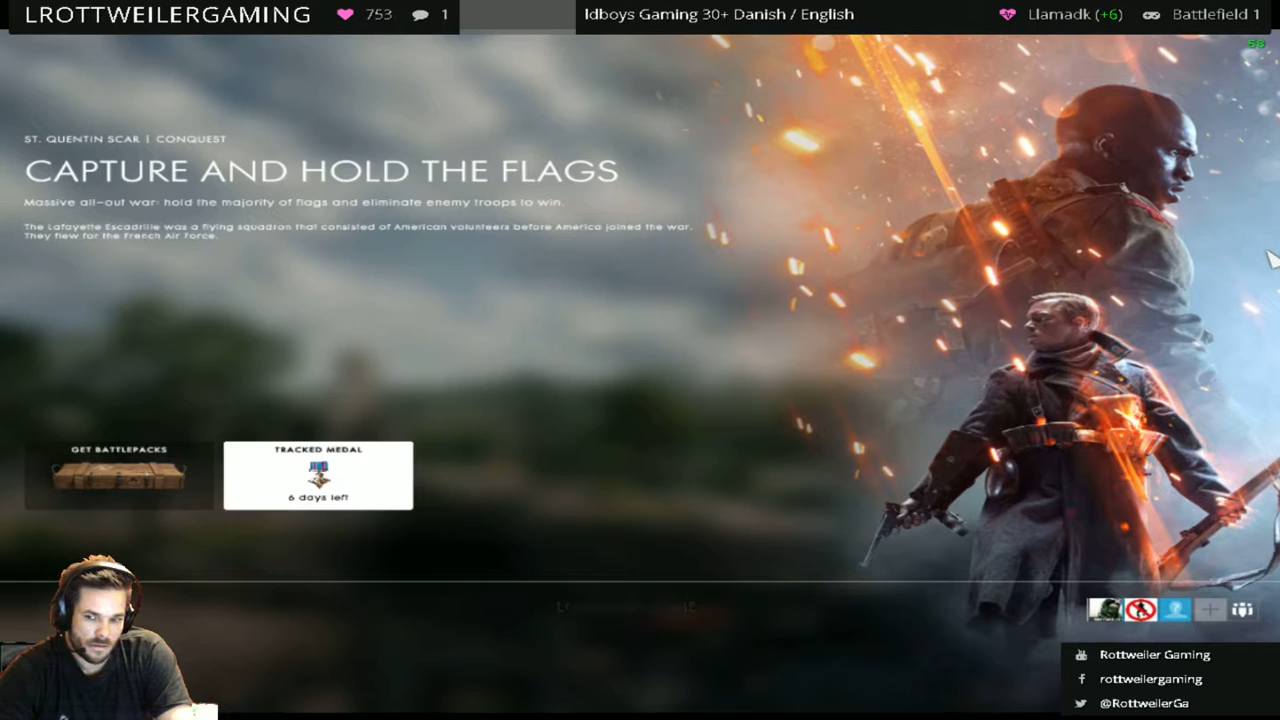 LROTTWEILERGAMING 753 1 ldboys Gaming 30+ Danish / English Llamadk (+6) Battlefield 1
ST. QUENTIN SCAR | CONQUEST
CAPTURE AND HOLD THE FLAGS
Massive all-out war: hold the majority of flags and eliminate enemy troops to win.
The Lafayette Escadrille was a flying squadron that consisted of American volunteers before America joined the war.
They flew for the French Air Force.
GET BATTLEPACKS
TRACKED MEDAL
6 days left
Rottweiler Gaming
rottweilergaming
@RottweilerGa